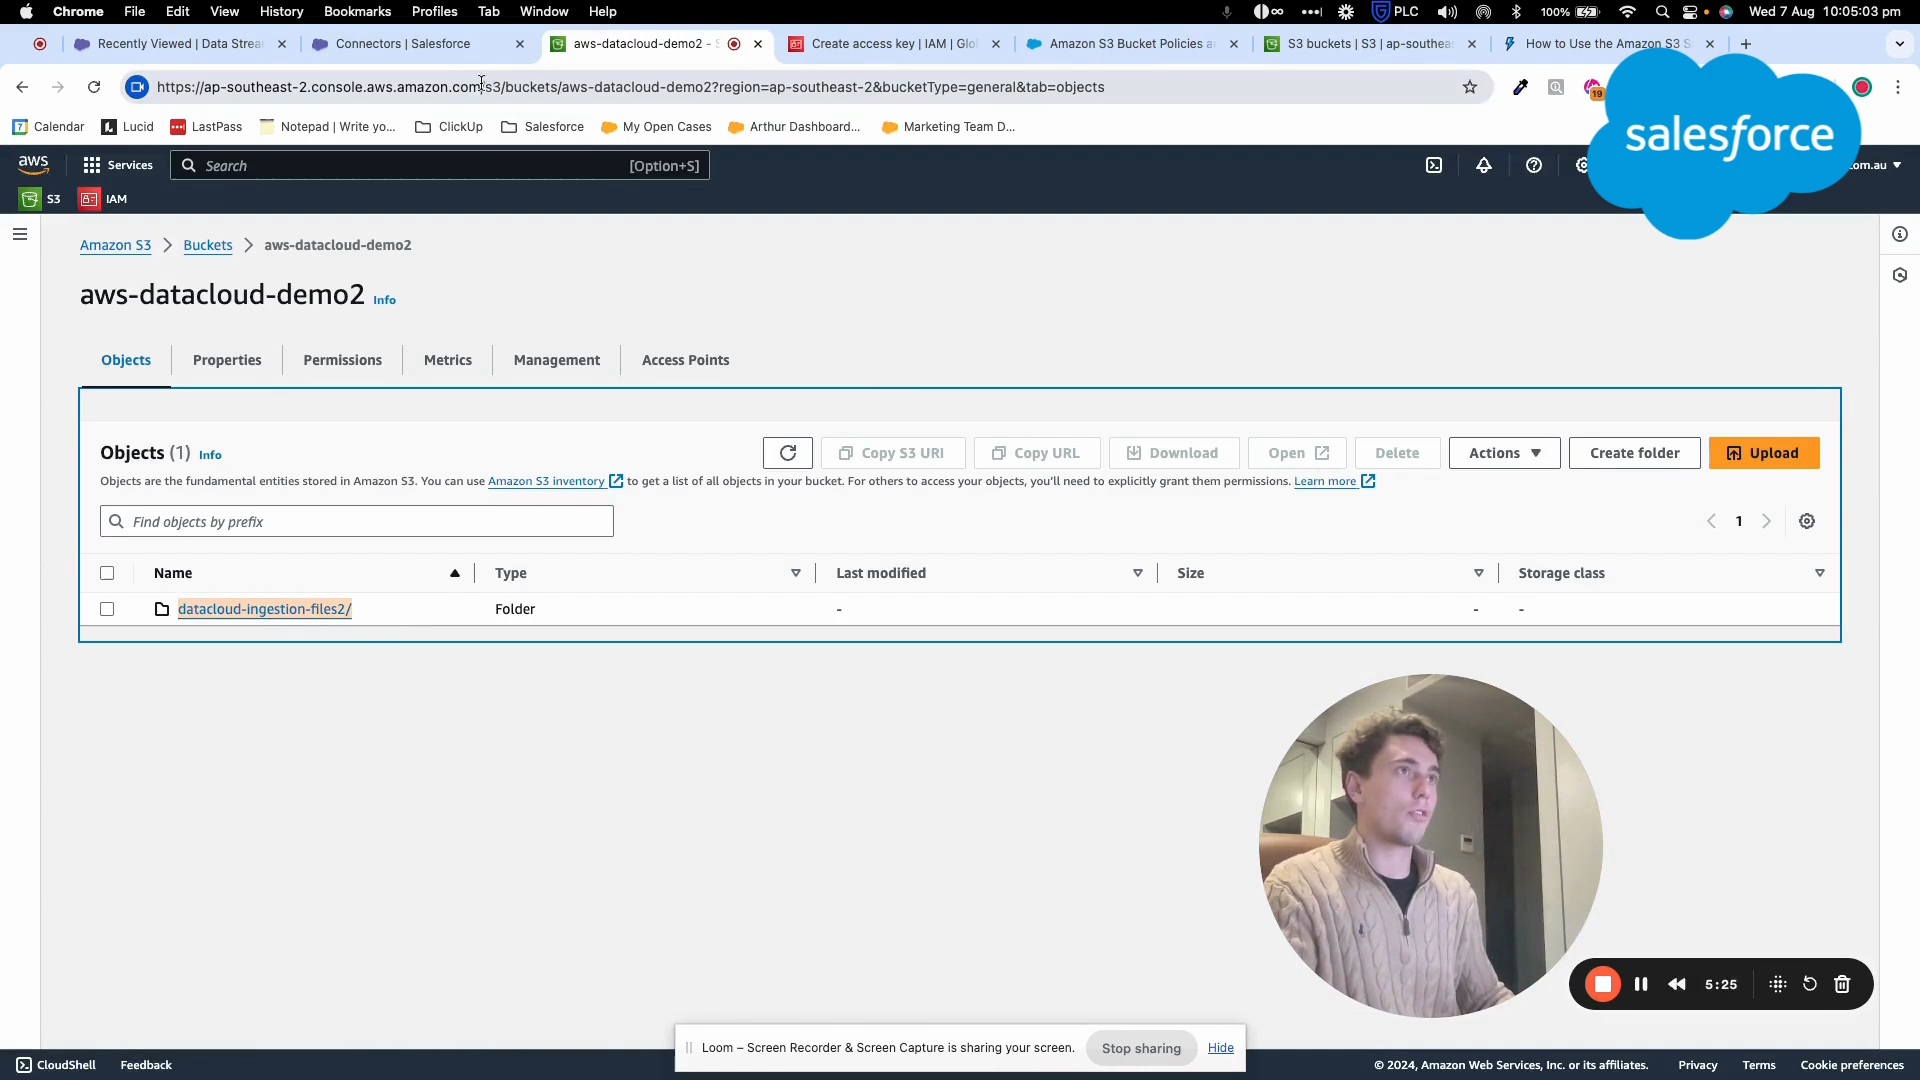 Chrome File Edit View History Bookmarks Profiles Tab Window Help PLC 100% Wed 7 Aug 10:05:03 pm
Recently Viewed | Data Strea Connectors | Salesforce aws-datacloud-demo2 - S Create access key | IAM | Glo Amazon S3 Bucket Policies a S3 buckets | S3 | ap-southea How to Use the Amazon S3 S
https://ap-southeast-2.console.aws.amazon.com/s3/buckets/aws-datacloud-demo2?region=ap-southeast-2&bucketType=general&tab=objects
19
salesforce
Calendar Lucid LastPass Notepad | Write yo... ClickUp Salesforce My Open Cases Arthur Dashboard... Marketing Team D...
aws Services Search [Option+S] om.au
S3 IAM
Amazon S3 Buckets aws-datacloud-demo2
aws-datacloud-demo2 Info
Objects Properties Permissions Metrics Management Access Points
Objects (1) Info Copy S3 URI Copy URL Download Open Delete Actions Create folder Upload
Objects are the fundamental entities stored in Amazon S3. You can use Amazon S3 inventory to get a list of all objects in your bucket. For others to access your objects, you'll need to explicitly grant them permissions. Learn more
Find objects by prefix 1
Name Type Last modified Size Storage class
datacloud-ingestion-files2/ Folder - - -
5:25
Loom – Screen Recorder & Screen Capture is sharing your screen. Stop sharing Hide
CloudShell Feedback © 2024, Amazon Web Services, Inc. or its affiliates. Privacy Terms Cookie preferences